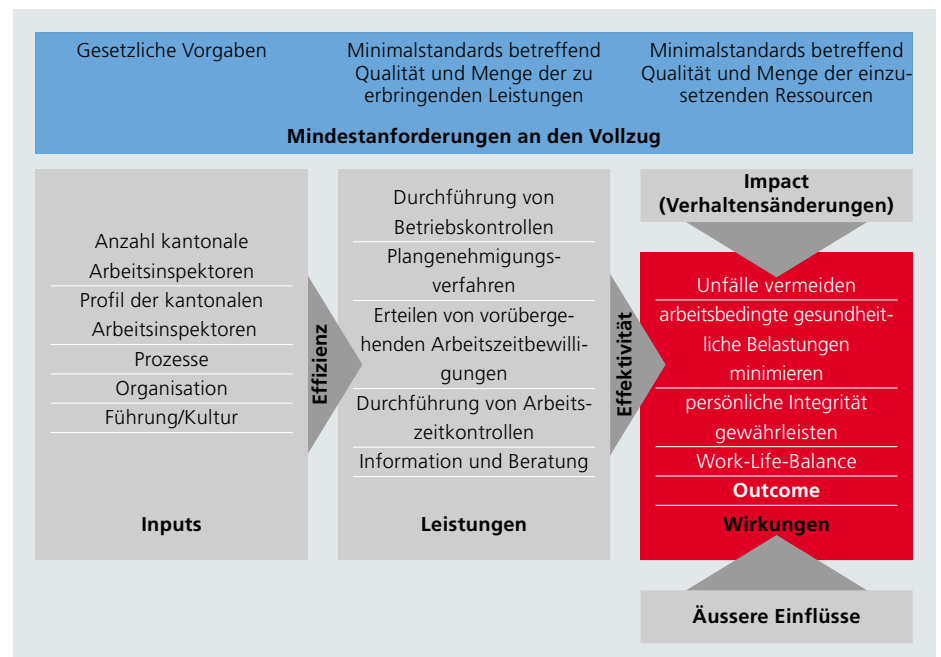 Gesetzliche Vorgaben
Minimalstandards betreffend
Qualität und Menge der zu
erbringenden Leistungen
Minimalstandards betreffend
Qualität und Menge der einzu-
setzenden Ressourcen
Mindestanforderungen an den Vollzug
Anzahl kantonale
Arbeitsinspektoren
Profil der kantonalen
Arbeitsinspektoren
Prozesse
Organisation
Führung/Kultur
Inputs
Effizienz
Durchführung von
Betriebskontrollen
Plangenehmigungs-
verfahren
Erteilen von vorüberge-
henden Arbeitszeitbewilli-
gungen
Durchführung von Arbeits-
zeitkontrollen
Information und Beratung
Leistungen
Effektivität
Impact
(Verhaltensänderungen)
Unfälle vermeiden
arbeitsbedingte gesundheit-
liche Belastungen
minimieren
persönliche Integrität
gewährleisten
Work-Life-Balance
Outcome
Wirkungen
Äussere Einflüsse